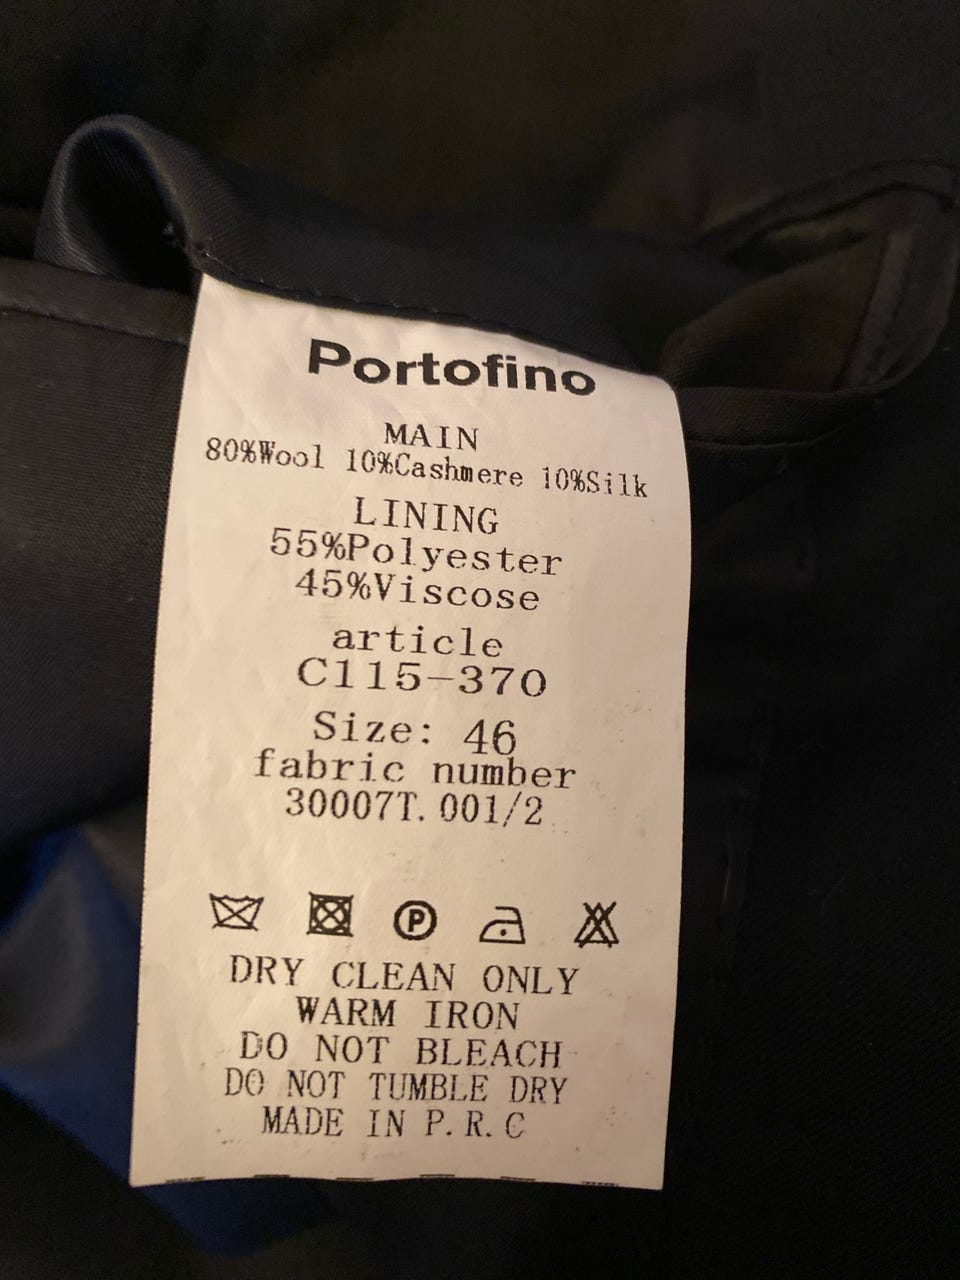 Portofino
MAIN
80%Wool 10%Cashmere 10%Silk
LINING
55%Polyester
45%Viscose
article
C115-370
Size: 46
fabric number
30007T.001/2
P
DRY CLEAN ONLY
WARM IRON
DO NOT BLEACH
DO NOT TUMBLE DRY
MADE IN P.R.C